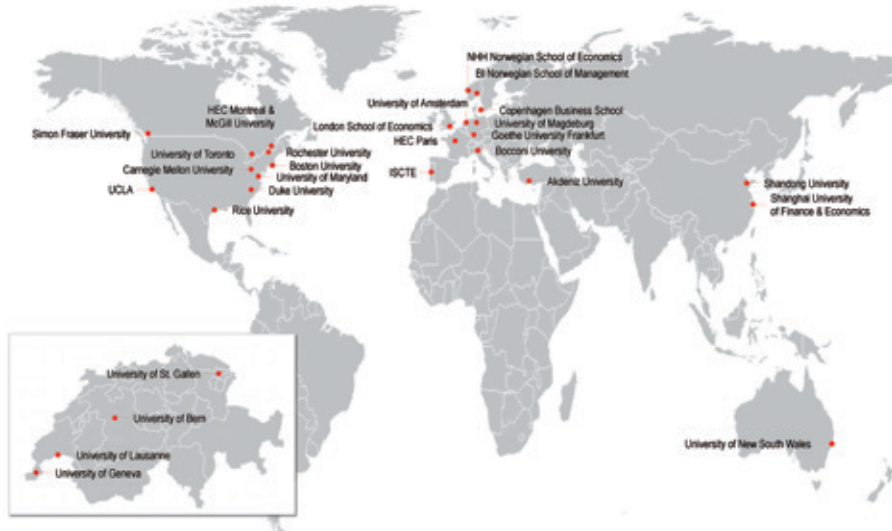 NHH Norwegian School of Economics
BI Norwegian School of Management
University of Amsterdam
Copenhagen Business School
HEC Montreal &
McGill University
London School of Economics
University of Magdeburg
Simon Fraser University
HEC Paris
Goethe University Frankfurt
University of Toronto
Rochester University
Bocconi University
Carnegie Mellon University
Boston University
University of Maryland
ISCTE
Akdeniz University
Shandong University
UCLA
Duke University
Shanghai University
of Finance & Economics
Rice University
University of St. Gallen
University of Bern
University of New South Wales
University of Lausanne
University of Geneva